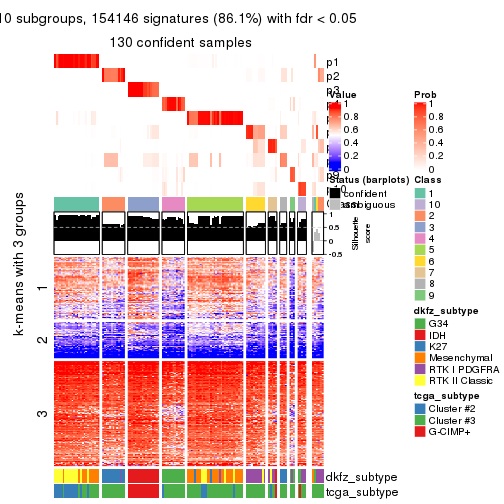 10 subgroups, 154146 signatures (86.1%) with fdr < 0.05
130 confident samples
p1
p2
p3
Value
1
0.8
0.6
0.4
0.2
0
Prob
1
0.8
0.6
0.4
0.2
0
Status (barplots)
confident
ambiguous
Class
1
10
2
3
4
5
6
7
8
9
1
0.5
0
-0.5
Silhouette
score
k-means with 3 groups
1
2
3
dkfz_subtype
G34
IDH
K27
Mesenchymal
RTK I PDGFRA
RTK II Classic
tcga_subtype
Cluster #2
Cluster #3
G-CIMP+
dkfz_subtype
tcga_subtype